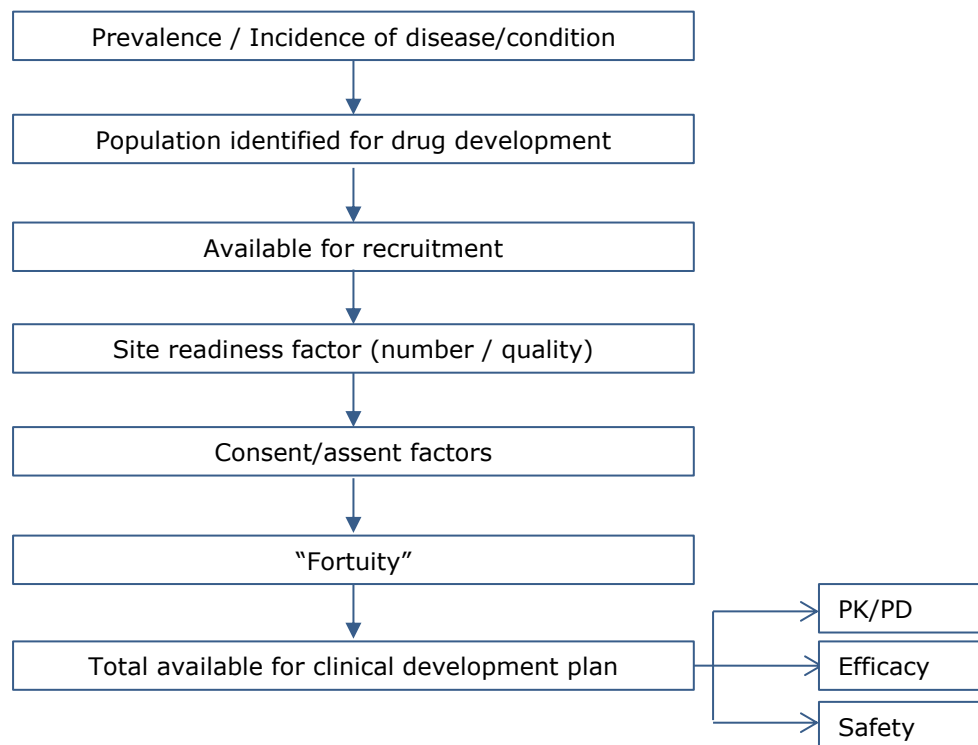 Prevalence / Incidence of disease/condition
Population identified for drug development
Available for recruitment
Site readiness factor (number / quality)
Consent/assent factors
“Fortuity”
Total available for clinical development plan
PK/PD
Efficacy
Safety